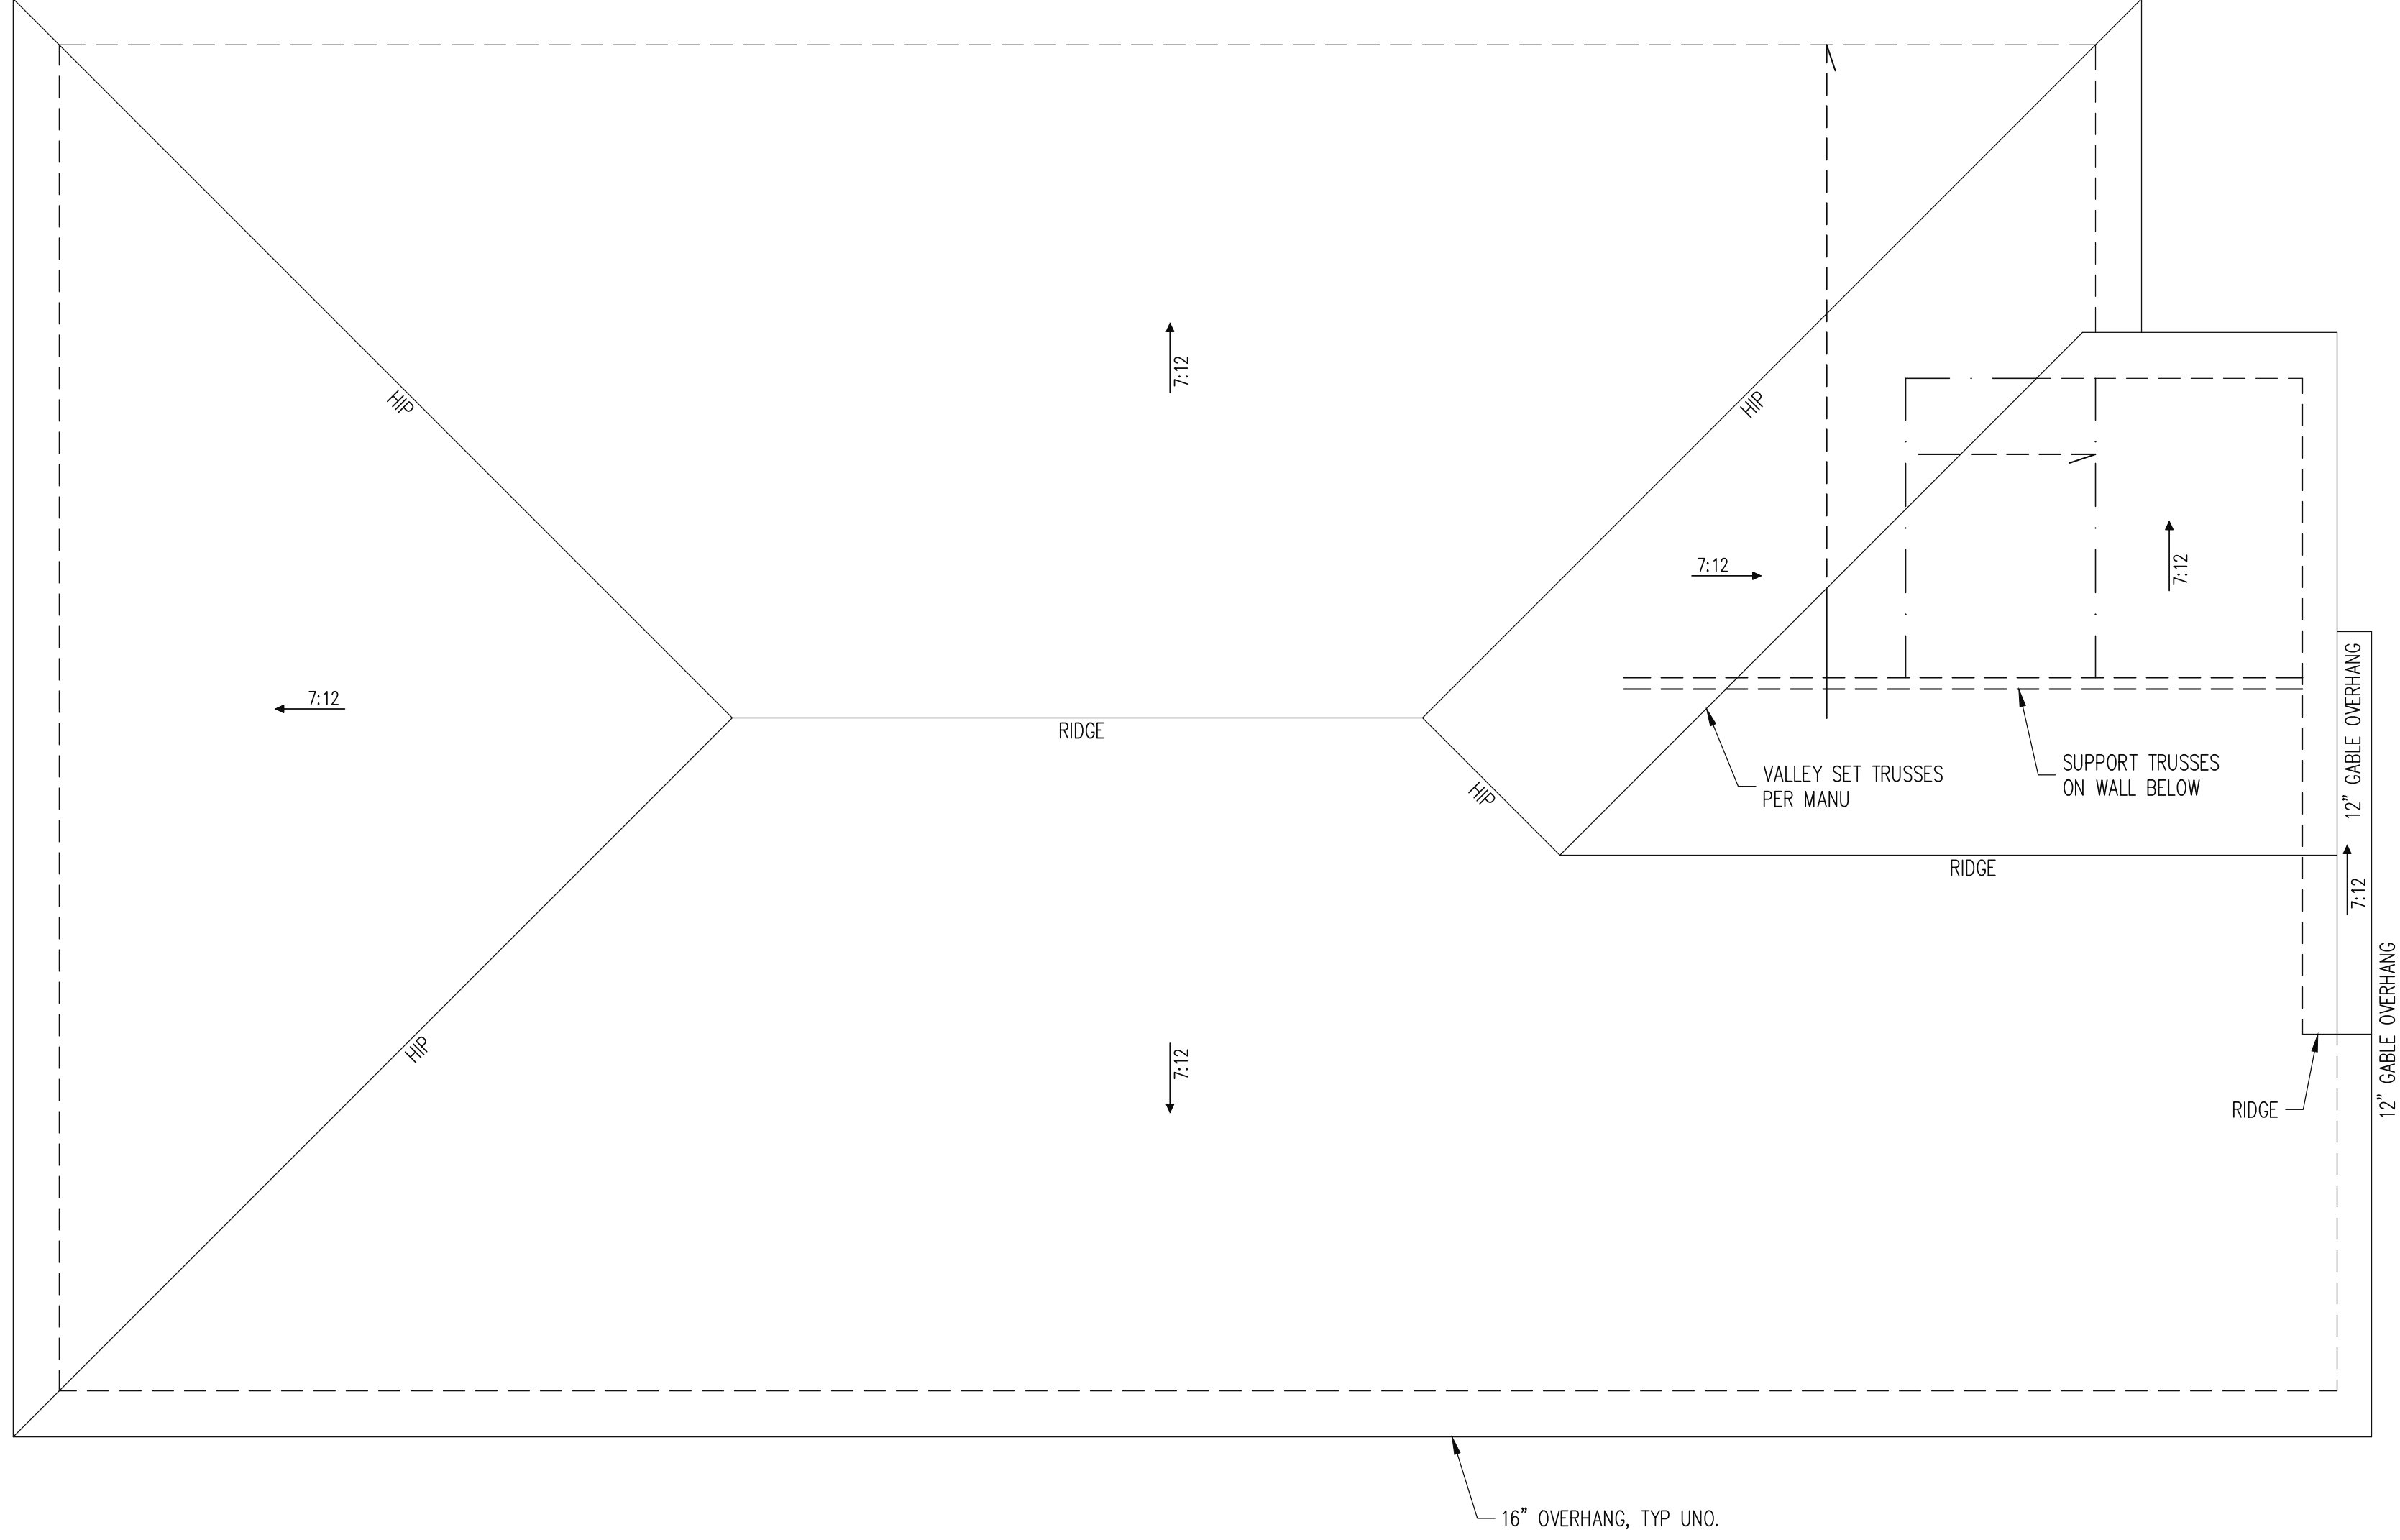 7:12
HIP
HIP
7:12
7:12
7:12
12” GABLE OVERHANG
RIDGE
HIP
VALLEY SET TRUSSES
PER MANU
SUPPORT TRUSSES
ON WALL BELOW
RIDGE
7:12
12” GABLE OVERHANG
HIP
7:12
RIDGE
16” OVERHANG, TYP UNO.